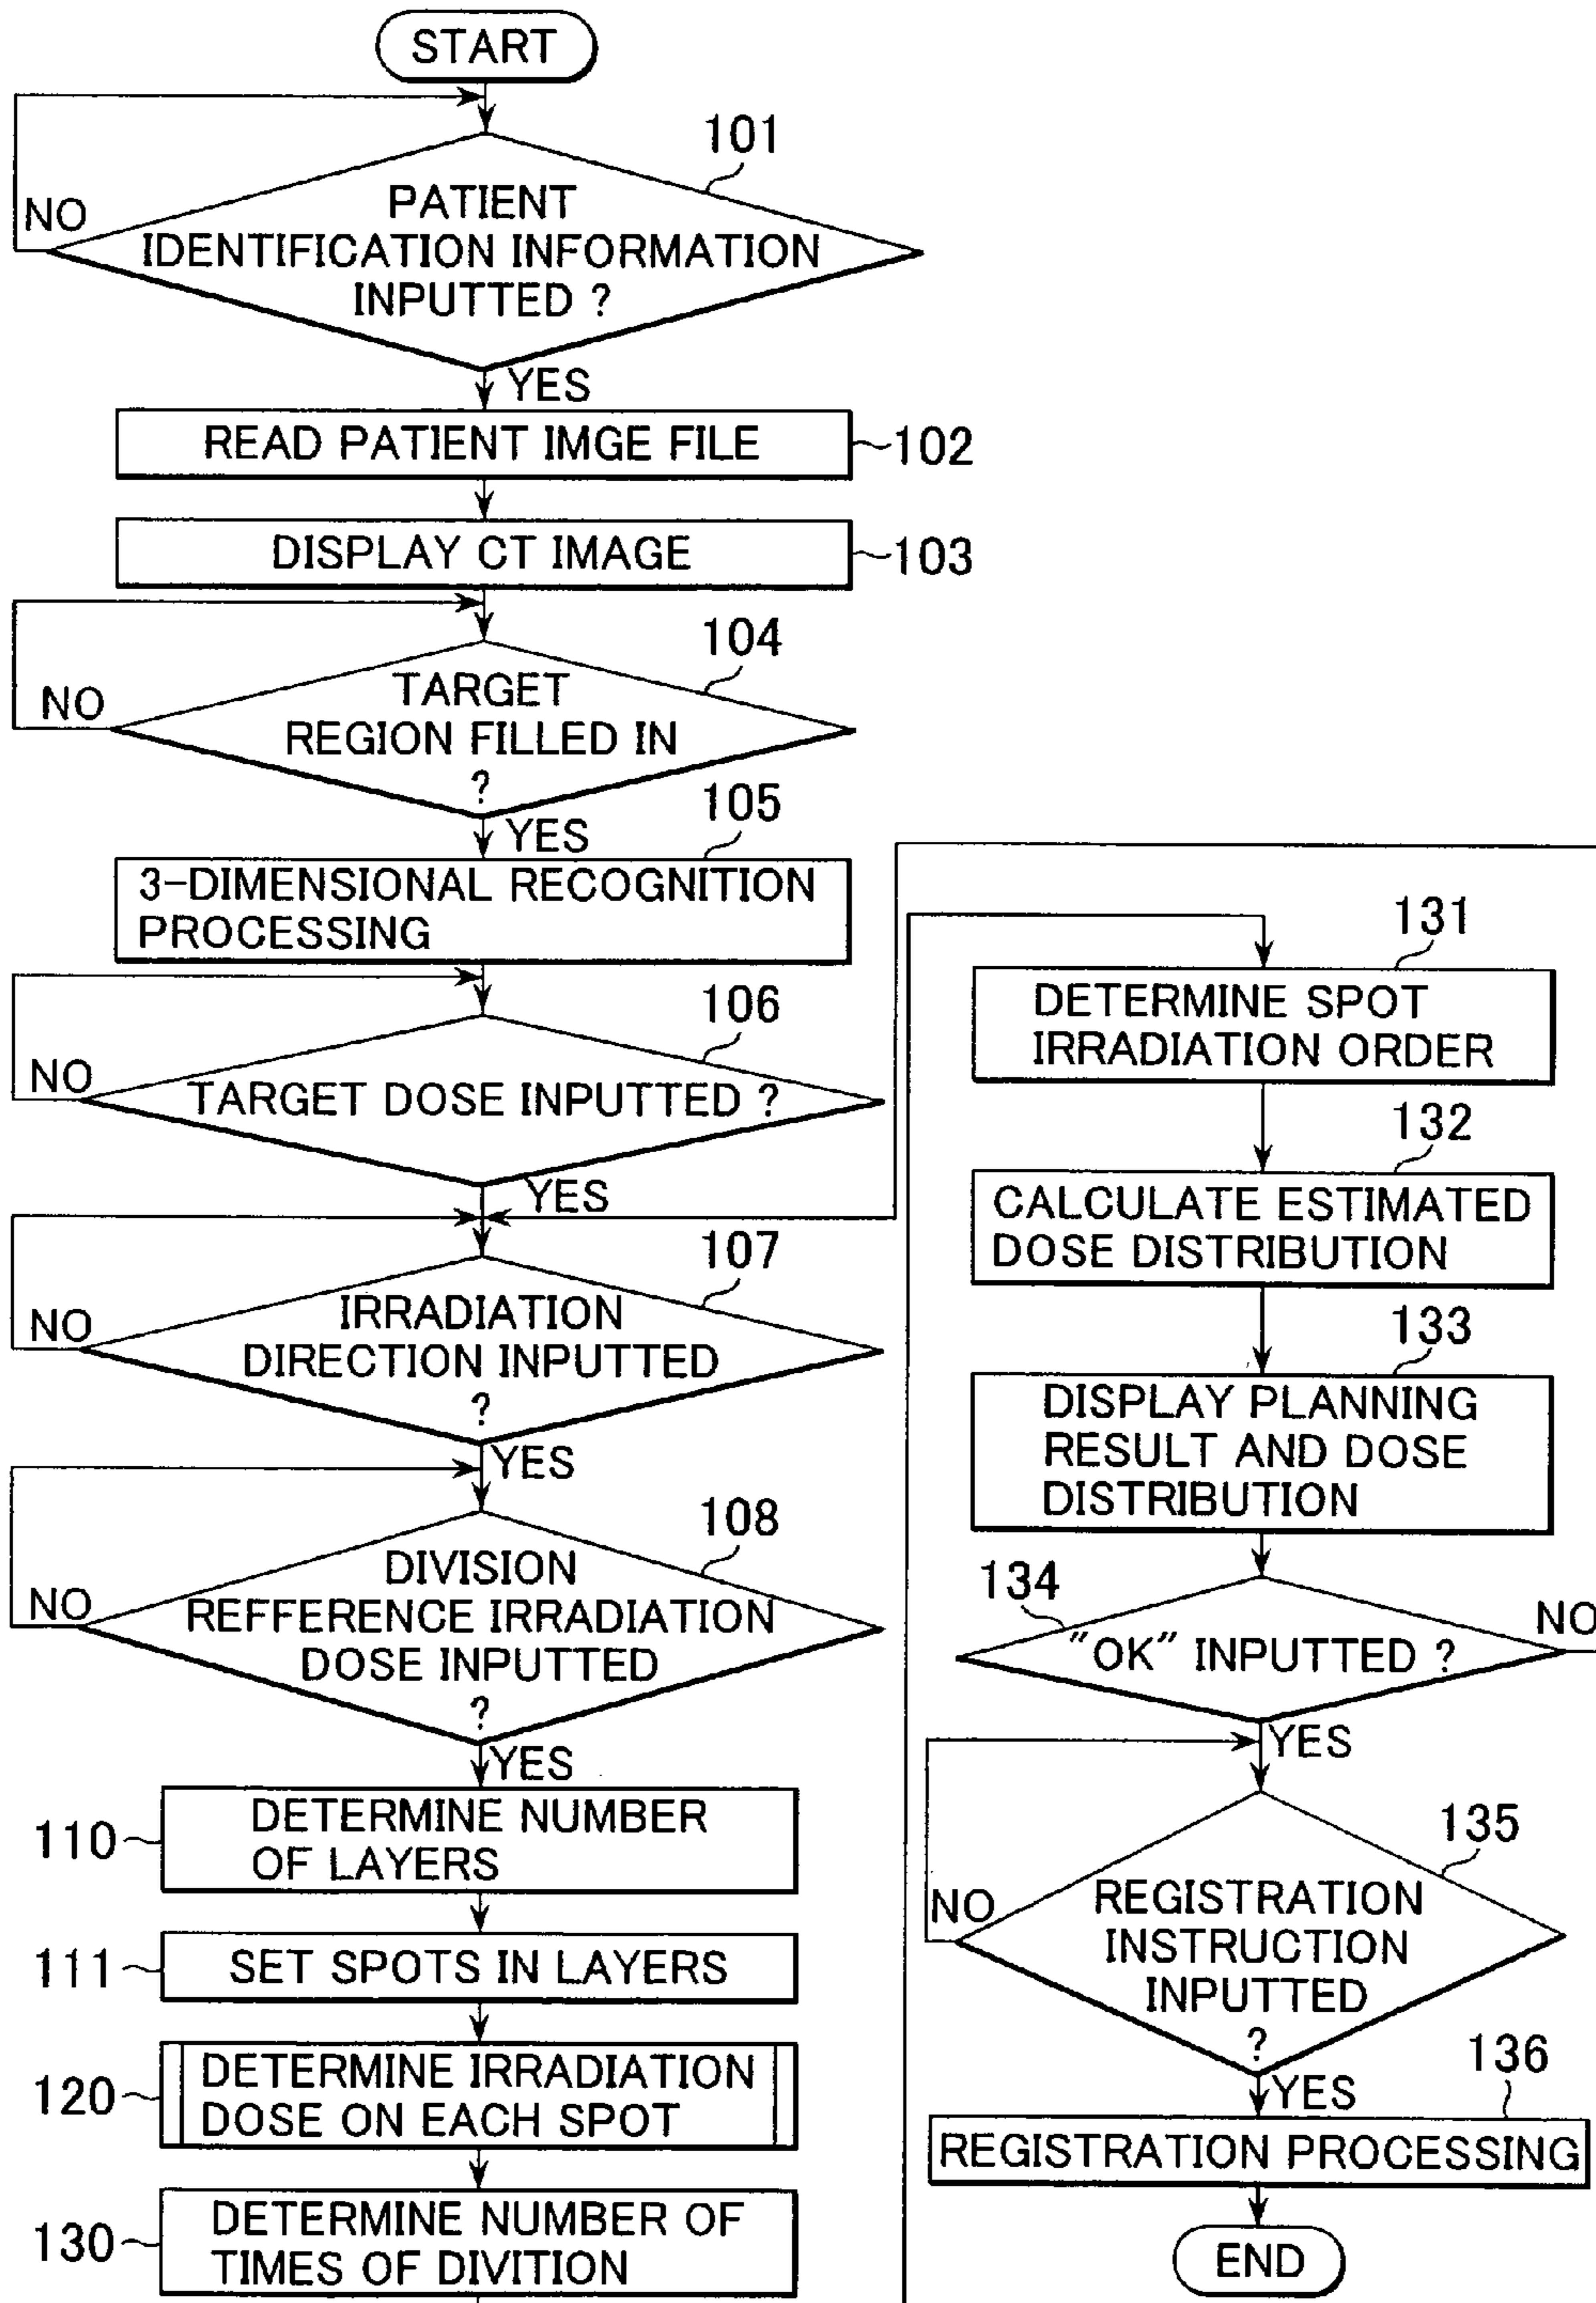 START
101
PATIENT
IDENTIFICATION INFORMATION
INPUTTED ?
NO
YES
READ PATIENT IMGE FILE
102
DISPLAY CT IMAGE
103
104
TARGET
REGION FILLED IN
?
NO
YES
105
3-DIMENSIONAL RECOGNITION
PROCESSING
106
TARGET DOSE INPUTTED ?
NO
YES
107
IRRADIATION
DIRECTION INPUTTED
?
NO
YES
108
DIVISION
REFFERENCE IRRADIATION
DOSE INPUTTED
?
NO
YES
110
DETERMINE NUMBER
OF LAYERS
111
SET SPOTS IN LAYERS
120
DETERMINE IRRADIATION
DOSE ON EACH SPOT
130
DETERMINE NUMBER OF
TIMES OF DIVITION
131
DETERMINE SPOT
IRRADIATION ORDER
132
CALCULATE ESTIMATED
DOSE DISTRIBUTION
133
DISPLAY PLANNING
RESULT AND DOSE
DISTRIBUTION
134
"OK" INPUTTED ?
NO
YES
135
REGISTRATION
INSTRUCTION
INPUTTED
?
NO
YES
136
REGISTRATION PROCESSING
END